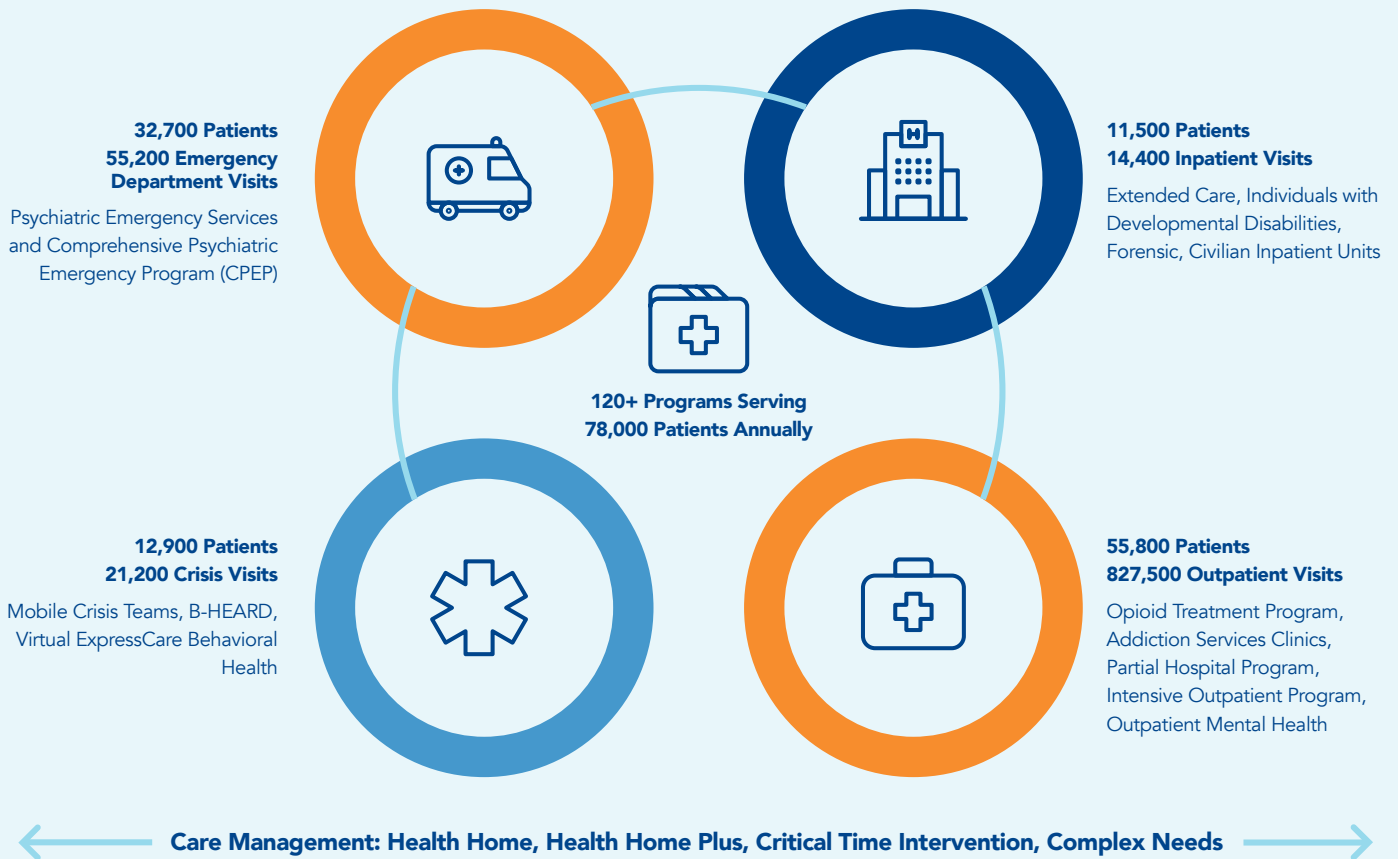 32,700 Patients
55,200 Emergency
Department Visits
Psychiatric Emergency Services
and Comprehensive Psychiatric
Emergency Program (CPEP)
H
11,500 Patients
14,400 Inpatient Visits
Extended Care, Individuals with
Developmental Disabilities,
Forensic, Civilian Inpatient Units
120+ Programs Serving
78,000 Patients Annually
12,900 Patients
21,200 Crisis Visits
Mobile Crisis Teams, B-HEARD,
Virtual ExpressCare Behavioral
Health
55,800 Patients
827,500 Outpatient Visits
Opioid Treatment Program,
Addiction Services Clinics,
Partial Hospital Program,
Intensive Outpatient Program,
Outpatient Mental Health
Care Management: Health Home, Health Home Plus, Critical Time Intervention, Complex Needs